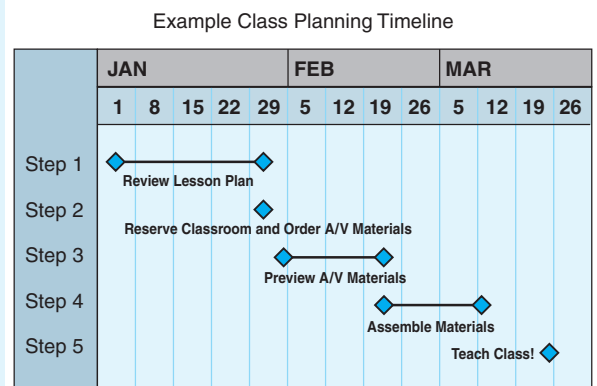 Example Class Planning Timeline
JAN FEB MAR
1 8 15 22 29 5 12 19 26 5 12 19 26
Step 1
Review Lesson Plan
Step 2
Reserve Classroom and Order A/V Materials
Step 3
Preview A/V Materials
Step 4
Assemble Materials
Step 5
Teach Class!